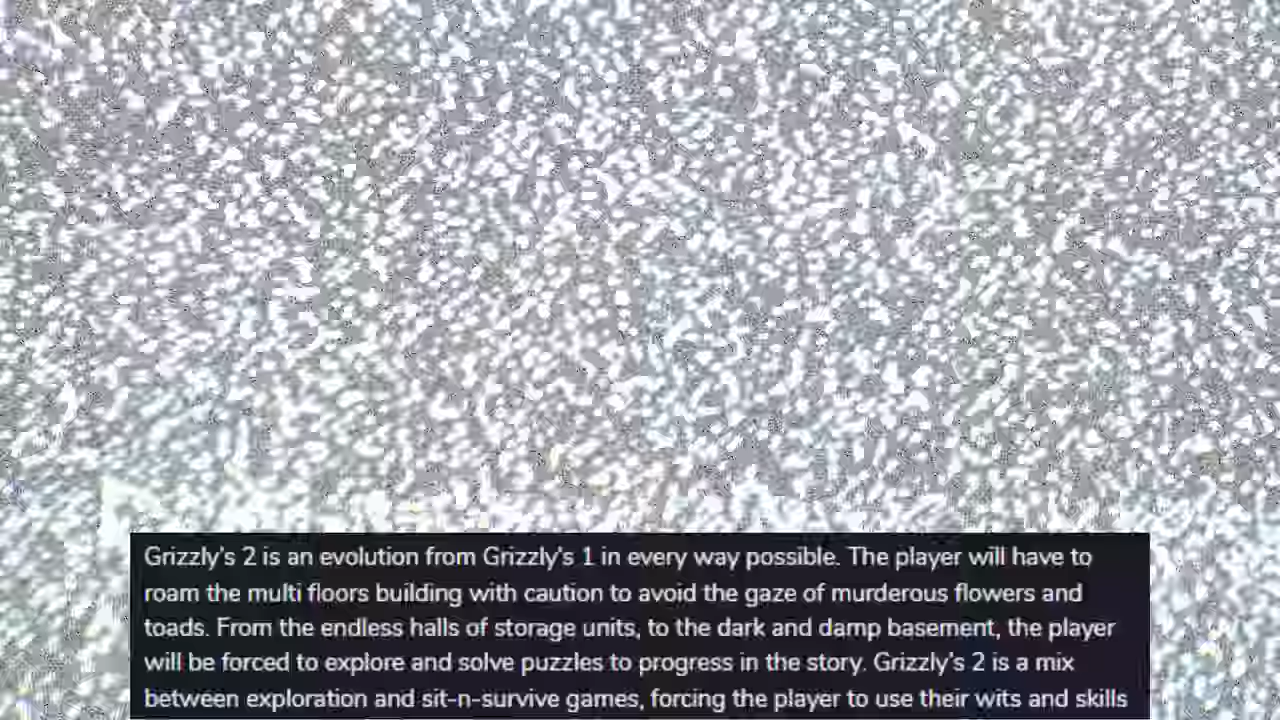 Grizzly's 2 is an evolution from Grizzly's 1 in every way possible. The player will have to
roam the multi floors building with caution to avoid the gaze of murderous flowers and
toads. From the endless halls of storage units, to the dark and damp basement, the player
will be forced to explore and solve puzzles to progress in the story. Grizzly's 2 is a mix
between exploration and sit-n-survive games, forcing the player to use their wits and skills